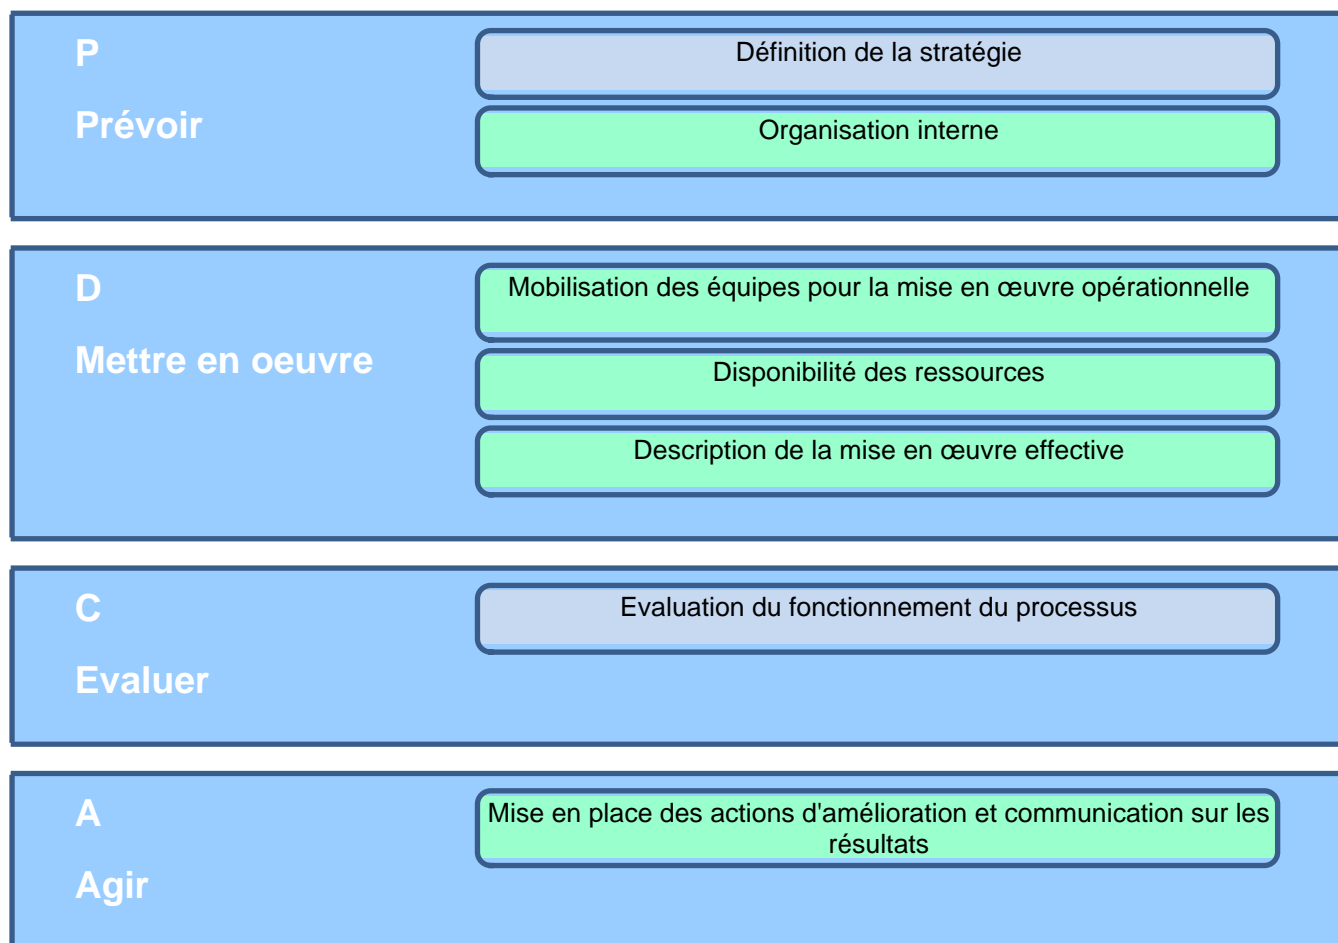 P
Prévoir
Définition de la stratégie
Organisation interne
D
Mettre en oeuvre
Mobilisation des équipes pour la mise en œuvre opérationnelle
Disponibilité des ressources
Description de la mise en œuvre effective
C
Evaluer
Evaluation du fonctionnement du processus
A
Agir
Mise en place des actions d'amélioration et communication sur les
résultats